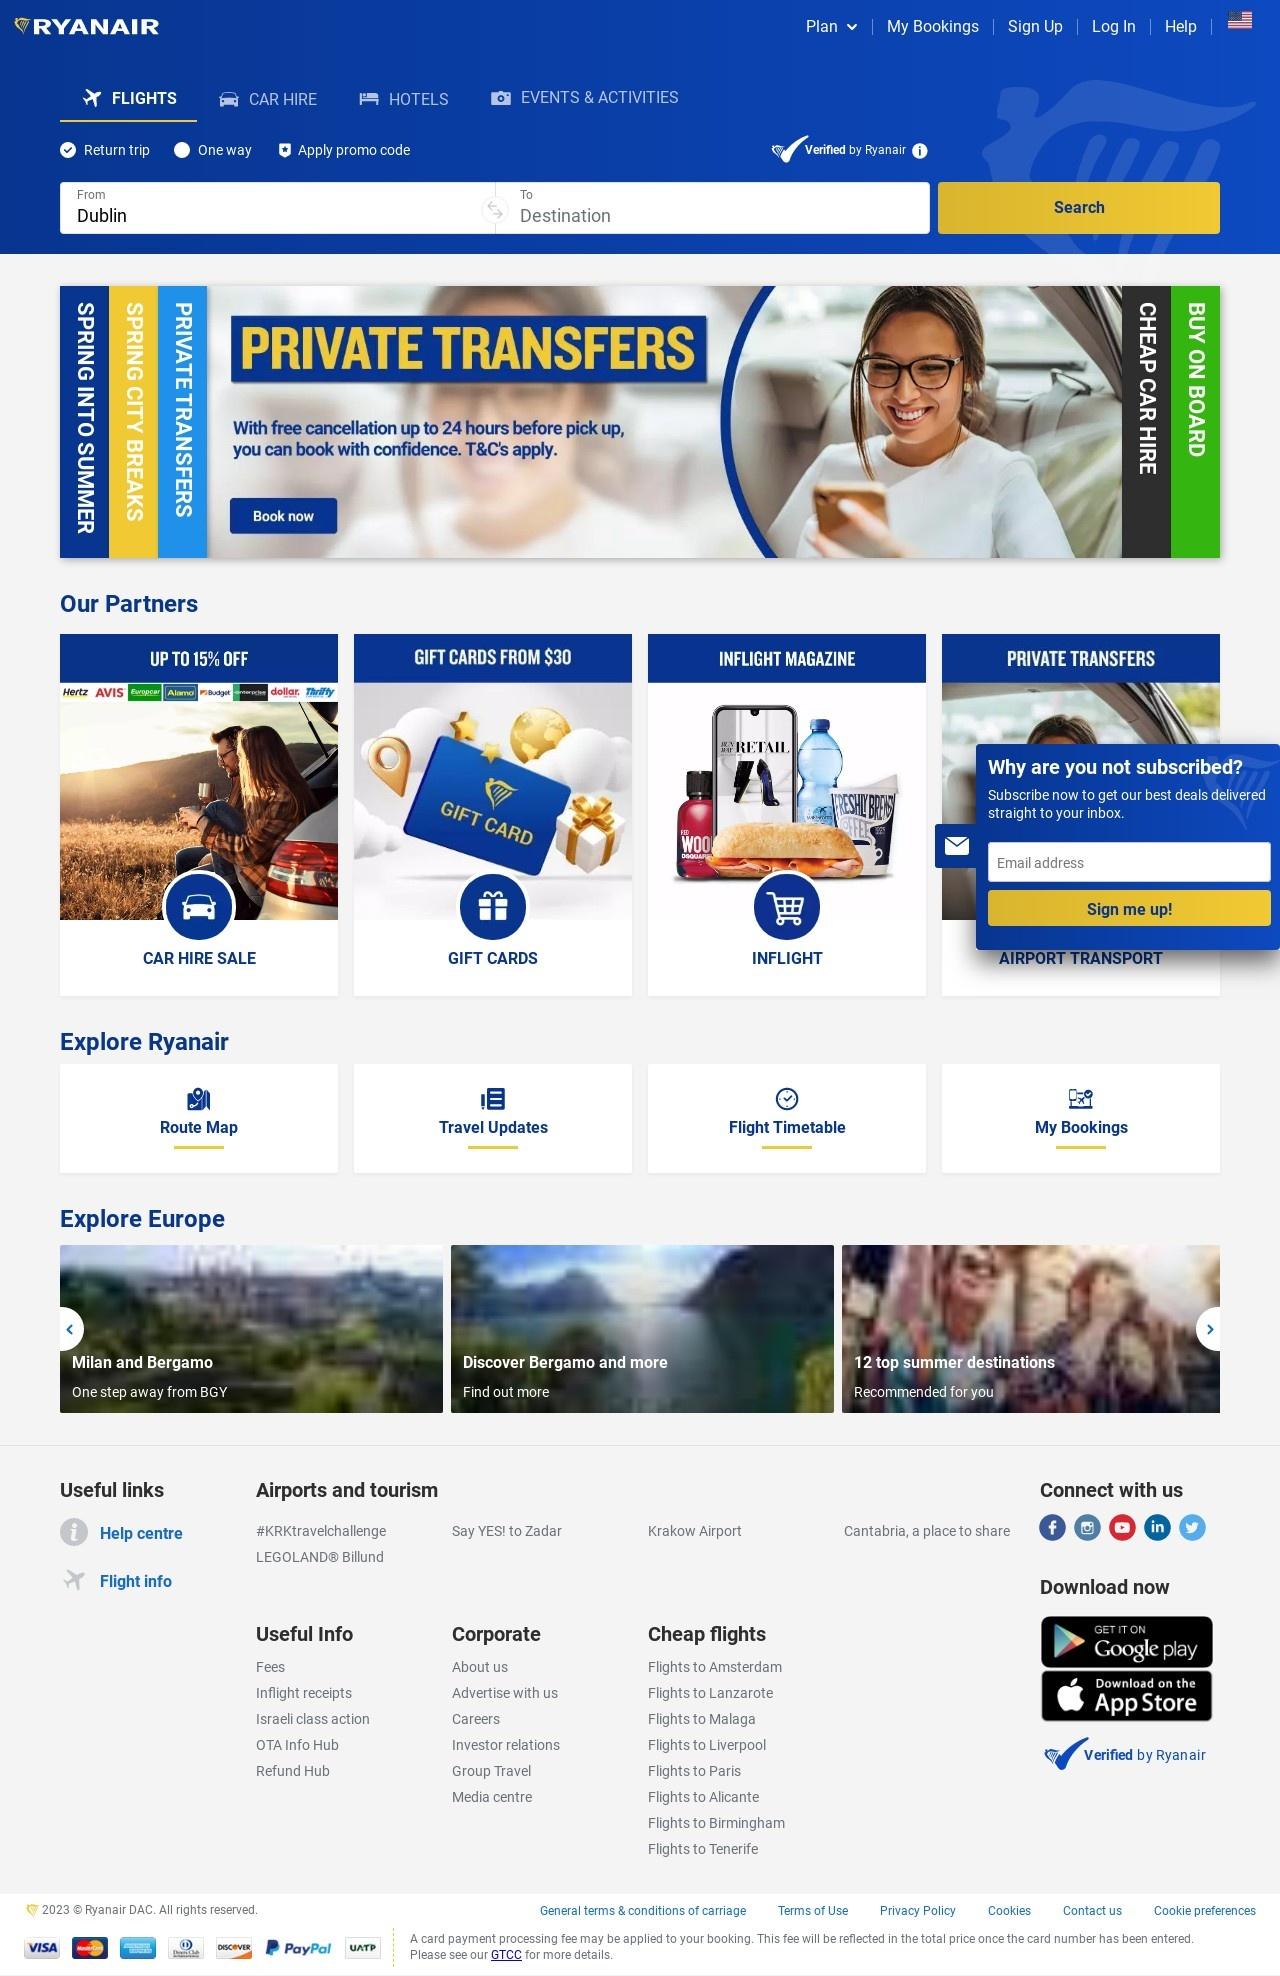 RYANAIR
Plan
My Bookings
Sign Up
Log In
Help
FLIGHTS
CAR HIRE
HOTELS
EVENTS & ACTIVITIES
Return trip
One way
Apply promo code
Verified by Ryanair
From
Dublin
To
Destination
Search
SPRING INTO SUMMER
SPRING CITY BREAKS
PRIVATE TRANSFERS
PRIVATE TRANSFERS
With free cancellation up to 24 hours before pick up,
you can book with confidence. T&C's apply.
Book now
CHEAP CAR HIRE
BUY ON BOARD
Our Partners
UP TO 15% OFF
Hertz AVIS Europcar Alamo Budget enterprise dollar. Thrifty
CAR HIRE SALE
GIFT CARDS FROM $30
GIFT CARD
GIFT CARDS
INFLIGHT MAGAZINE
RETAIL
RED
WOOD
DSQUARED
FRESHLY BREWED
COFFEE
INFLIGHT
PRIVATE TRANSFERS
AIRPORT TRANSPORT
Why are you not subscribed?
Subscribe now to get our best deals delivered
straight to your inbox.
Email address
Sign me up!
Explore Ryanair
Route Map
Travel Updates
Flight Timetable
My Bookings
Explore Europe
Milan and Bergamo
One step away from BGY
Discover Bergamo and more
Find out more
12 top summer destinations
Recommended for you
Useful links
Help centre
Flight info
Airports and tourism
#KRKtravelchallenge
Say YES! to Zadar
Krakow Airport
Cantabria, a place to share
LEGOLAND® Billund
Useful Info
Fees
Inflight receipts
Israeli class action
OTA Info Hub
Refund Hub
Corporate
About us
Advertise with us
Careers
Investor relations
Group Travel
Media centre
Cheap flights
Flights to Amsterdam
Flights to Lanzarote
Flights to Malaga
Flights to Liverpool
Flights to Paris
Flights to Alicante
Flights to Birmingham
Flights to Tenerife
Connect with us
Download now
GET IT ON
Google play
Download on the
App Store
Verified by Ryanair
2023 © Ryanair DAC. All rights reserved.
General terms & conditions of carriage
Terms of Use
Privacy Policy
Cookies
Contact us
Cookie preferences
VISA
MasterCard
Diners Club
DISCOVER
PayPal
UATP
A card payment processing fee may be applied to your booking. This fee will be reflected in the total price once the card number has been entered.
Please see our GTCC for more details.